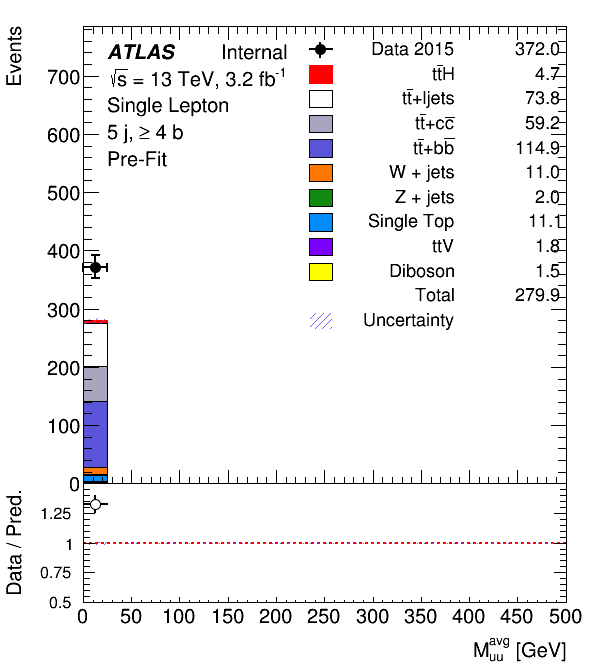 Events
ATLAS Internal
√s = 13 TeV, 3.2 fb⁻¹
Single Lepton
5 j, ≥ 4 b
Pre-Fit
Data 2015 372.0
tt̄H 4.7
tt̄+ljets 73.8
tt̄+cc̄ 59.2
tt̄+bb̄ 114.9
W + jets 11.0
Z + jets 2.0
Single Top 11.1
ttV 1.8
Diboson 1.5
Total 279.9
Uncertainty
700
600
500
400
300
200
100
0
Data / Pred.
1.25
1
0.75
0.5
0 50 100 150 200 250 300 350 400 450 500
M_uu^avg [GeV]